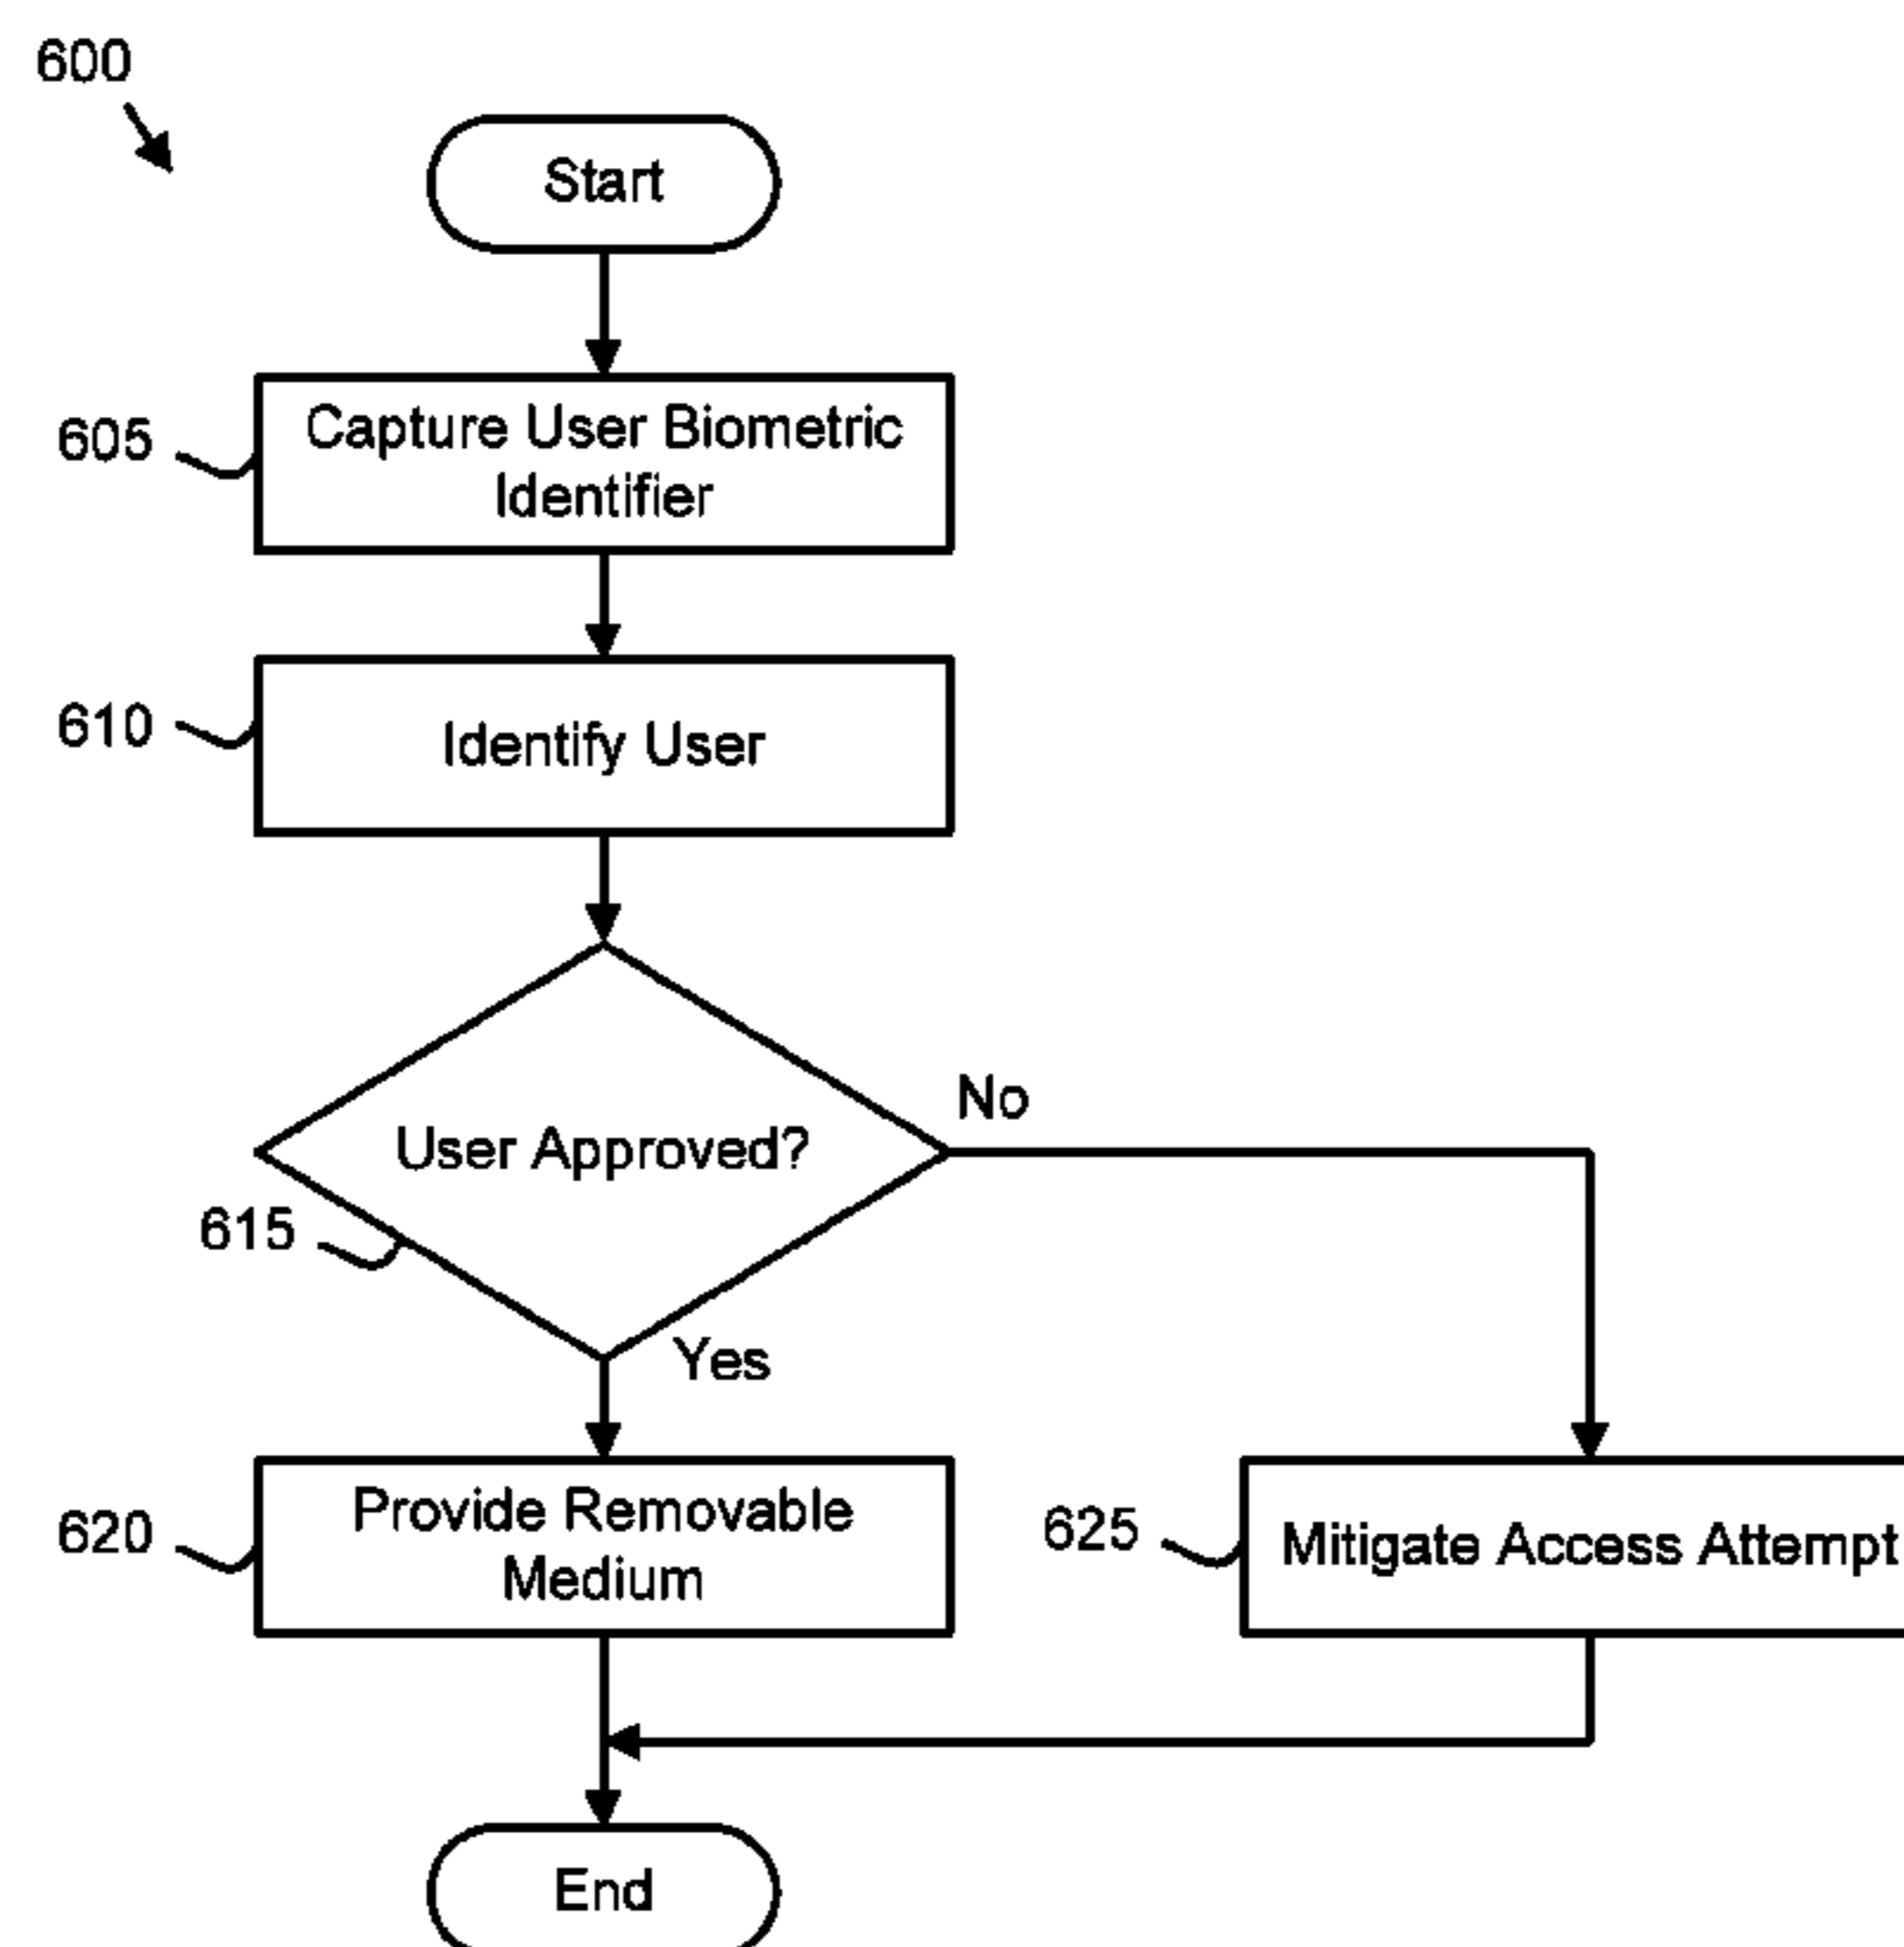 600
Start
605
Capture User Biometric
Identifier
610
Identify User
User Approved?
No
615
Yes
620
Provide Removable
Medium
625
Mitigate Access Attempt
End